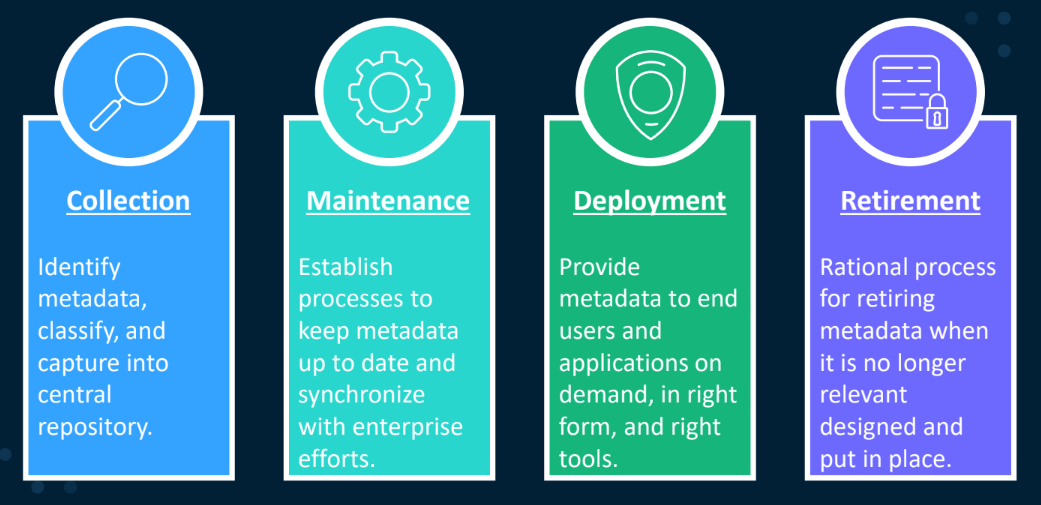 Collection
Identify
metadata,
classify, and
capture into
central
repository.
Maintenance
Establish
processes to
keep metadata
up to date and
synchronize
with enterprise
efforts.
Deployment
Provide
metadata to end
users and
applications on
demand, in right
form, and right
tools.
Retirement
Rational process
for retiring
metadata when
it is no longer
relevant
designed and
put in place.